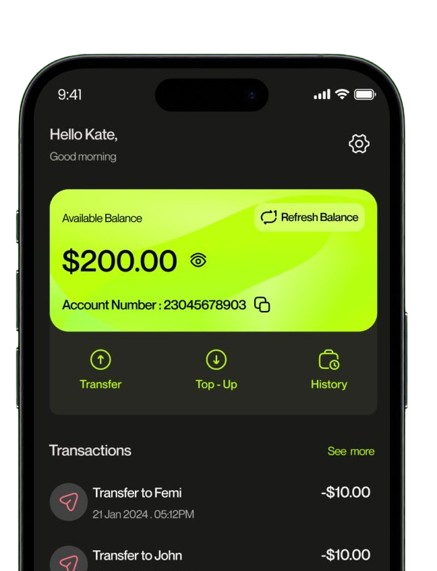 9:41
Hello Kate,
Good morning
Available Balance
Refresh Balance
$200.00
Account Number : 23045678903
Transfer
Top - Up
History
Transactions
See more
Transfer to Femi
-$10.00
21 Jan 2024 . 05:12PM
Transfer to John
-$10.00